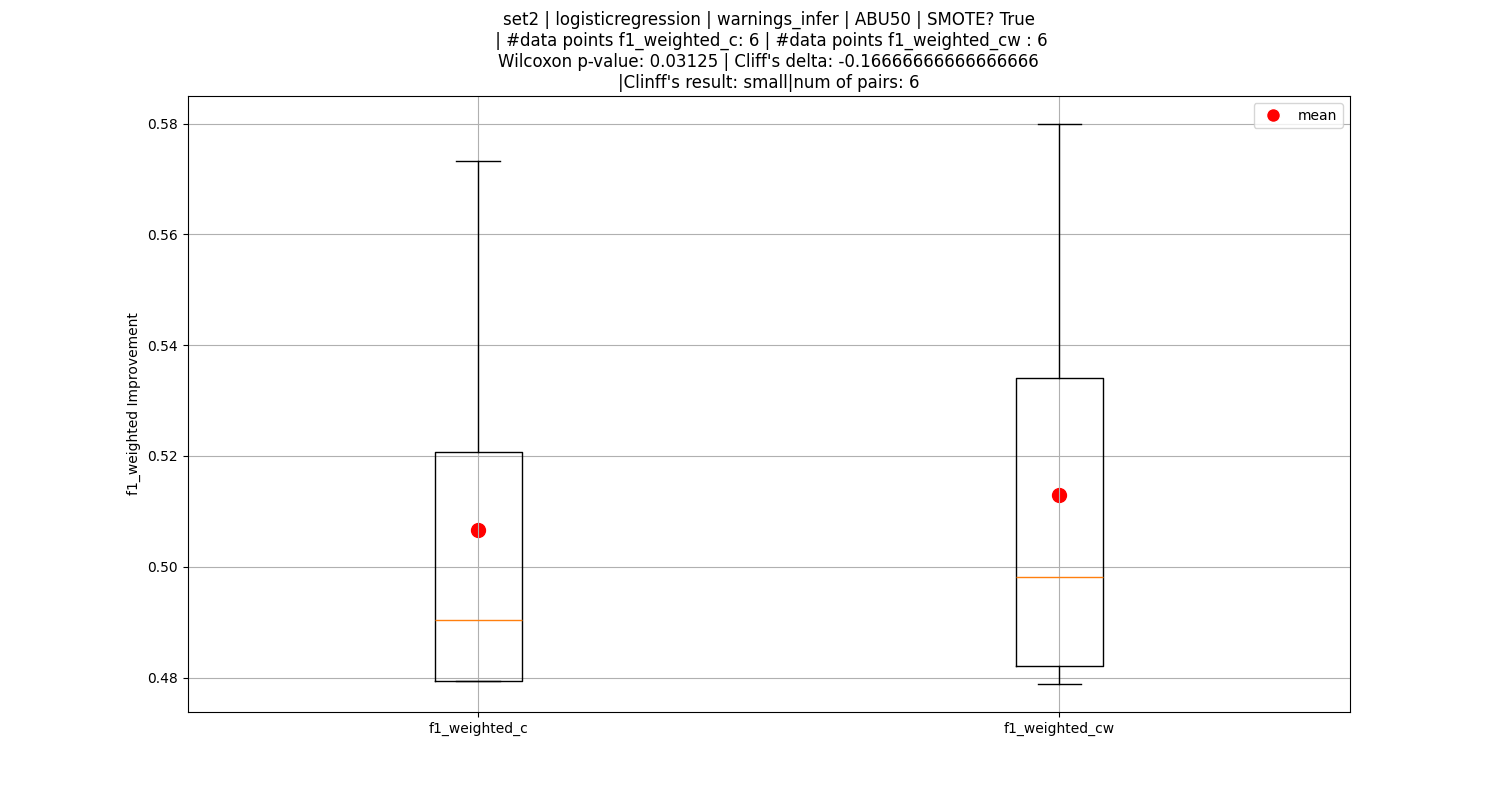 set2 | logisticregression | warnings_infer | ABU50 | SMOTE? True
| #data points f1_weighted_c: 6 | #data points f1_weighted_cw : 6
Wilcoxon p-value: 0.03125 | Cliff's delta: -0.16666666666666666
|Clinff's result: small|num of pairs: 6
mean
0.58
0.56
0.54
0.52
0.50
0.48
f1_weighted Improvement
f1_weighted_c
f1_weighted_cw